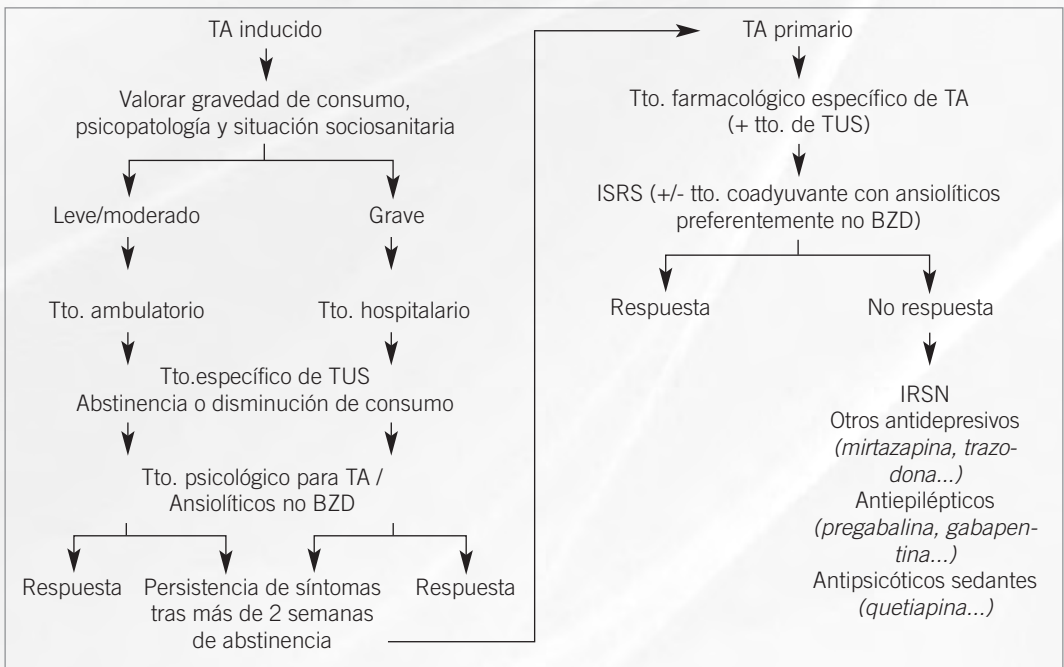 TA inducido
Valorar gravedad de consumo,
psicopatología y situación sociosanitaria
Leve/moderado
Grave
Tto. ambulatorio
Tto. hospitalario
Tto.específico de TUS
Abstinencia o disminución de consumo
Tto. psicológico para TA /
Ansiolíticos no BZD
Respuesta
Persistencia de síntomas
tras más de 2 semanas
de abstinencia
Respuesta
TA primario
Tto. farmacológico específico de TA
(+ tto. de TUS)
ISRS (+/- tto. coadyuvante con ansiolíticos
preferentemente no BZD)
Respuesta
No respuesta
IRSN
Otros antidepresivos
(mirtazapina, trazo-
dona...)
Antiepilépticos
(pregabalina, gabapen-
tina...)
Antipsicóticos sedantes
(quetiapina...)